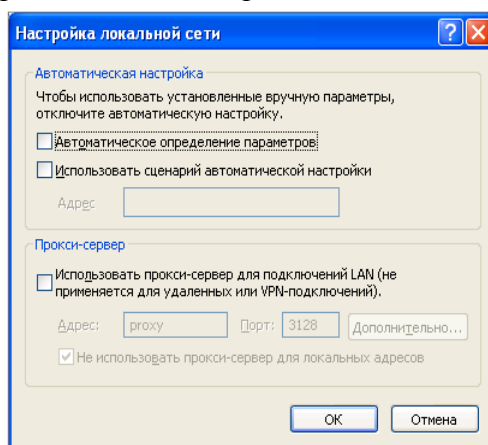 Настройка локальной сети
Автоматическая настройка
Чтобы использовать установленные вручную параметры,
отключите автоматическую настройку.
Автоматическое определение параметров
Использовать сценарий автоматической настройки
Адрес
Прокси-сервер
Использовать прокси-сервер для подключений LAN (не
применяется для удаленных или VPN-подключений).
Адрес: proxy Порт: 3128 Дополнительно...
Не использовать прокси-сервер для локальных адресов
ОК Отмена